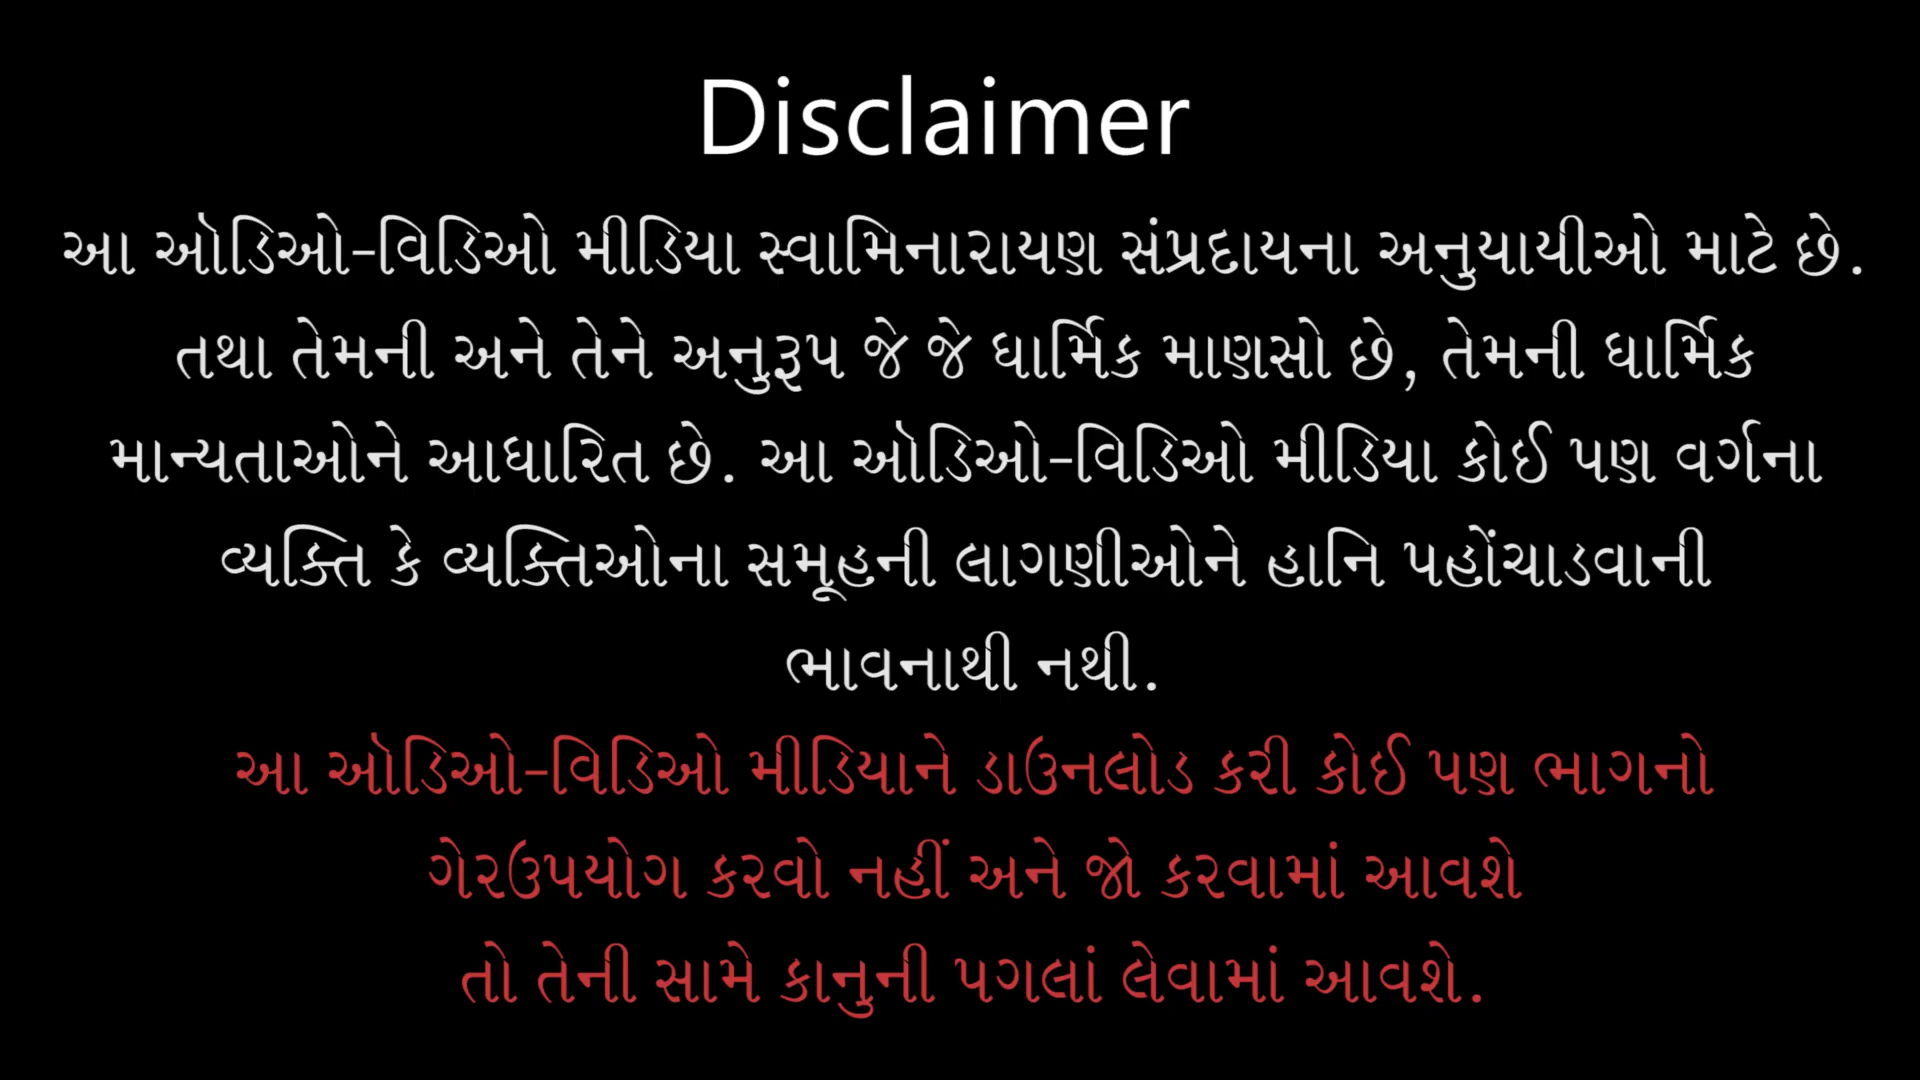 Disclaimer
આ ઑડિઓ-વિડિઓ મીડિયા સ્વામિનારાયણ સંપ્રદાયના અનુયાયીઓ માટે છે.
તથા તેમની અને તેને અનુરૂપ જે જે ધાર્મિક માણસો છે, તેમની ધાર્મિક
માન્યતાઓને આધારિત છે. આ ઑડિઓ-વિડિઓ મીડિયા કોઈ પણ વર્ગના
વ્યક્તિ કે વ્યક્તિઓના સમૂહની લાગણીઓને હાનિ પહોંચાડવાની
ભાવનાથી નથી.
આ ઑડિઓ-વિડિઓ મીડિયાને ડાઉનલોડ કરી કોઈ પણ ભાગનો
ગેરઉપયોગ કરવો નહીં અને જો કરવામાં આવશે
તો તેની સામે કાનુની પગલાં લેવામાં આવશે.